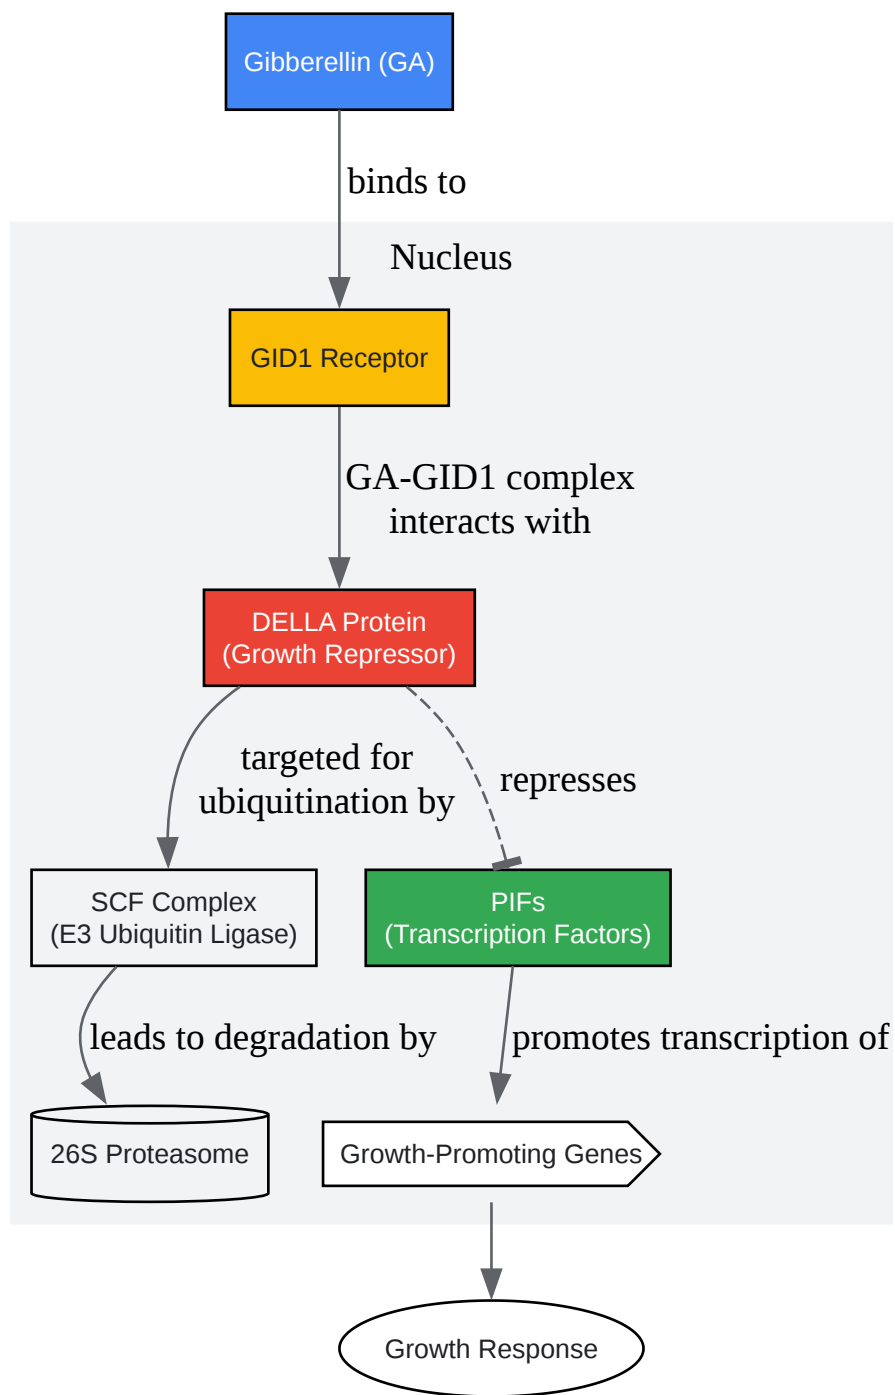 Gibberellin (GA)
binds to
Nucleus
GID1 Receptor
GA-GID1 complex
interacts with
DELLA Protein
(Growth Repressor)
targeted for
ubiquitination by
represses
SCF Complex
(E3 Ubiquitin Ligase)
PIFs
(Transcription Factors)
leads to degradation by
promotes transcription of
26S Proteasome
Growth-Promoting Genes
Growth Response